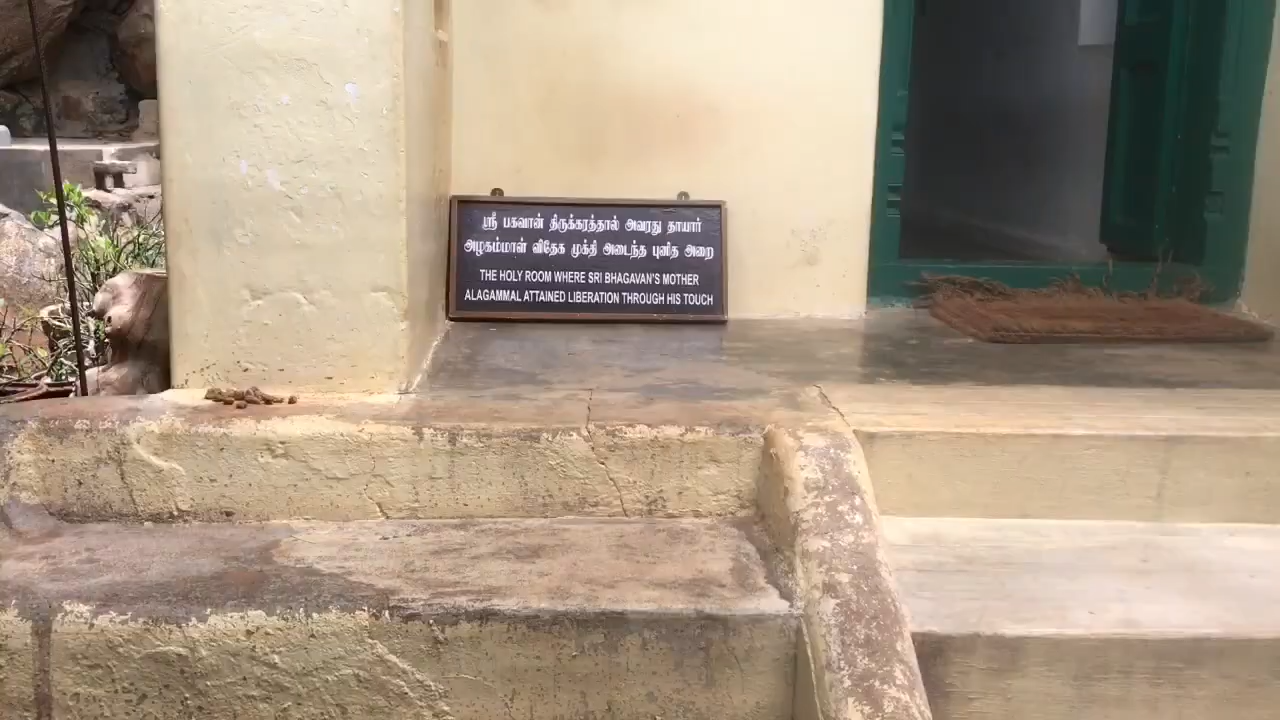 ஸ்ரீ பகவான் திருக்கரத்தால் அவரது தாயார்
அழகம்மாள் விதேக முக்தி அடைந்த புனித அறை
THE HOLY ROOM WHERE SRI BHAGAVAN'S MOTHER
ALAGAMMAL ATTAINED LIBERATION THROUGH HIS TOUCH